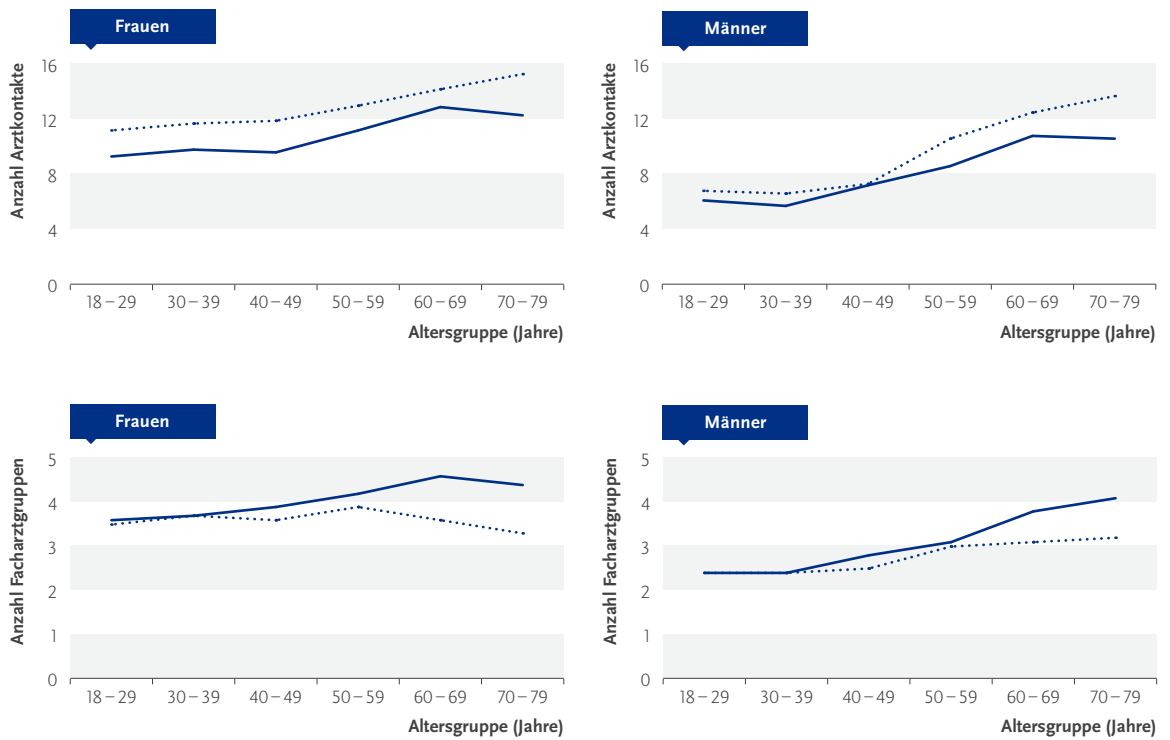 Frauen
Anzahl Arztkontakte
16
12
8
4
0
18 – 29 30 – 39 40 – 49 50 – 59 60 – 69 70 – 79
Altersgruppe (Jahre)
Männer
Anzahl Arztkontakte
16
12
8
4
0
18 – 29 30 – 39 40 – 49 50 – 59 60 – 69 70 – 79
Altersgruppe (Jahre)
Frauen
Anzahl Facharztgruppen
5
4
3
2
1
0
18 – 29 30 – 39 40 – 49 50 – 59 60 – 69 70 – 79
Altersgruppe (Jahre)
Männer
Anzahl Facharztgruppen
5
4
3
2
1
0
18 – 29 30 – 39 40 – 49 50 – 59 60 – 69 70 – 79
Altersgruppe (Jahre)